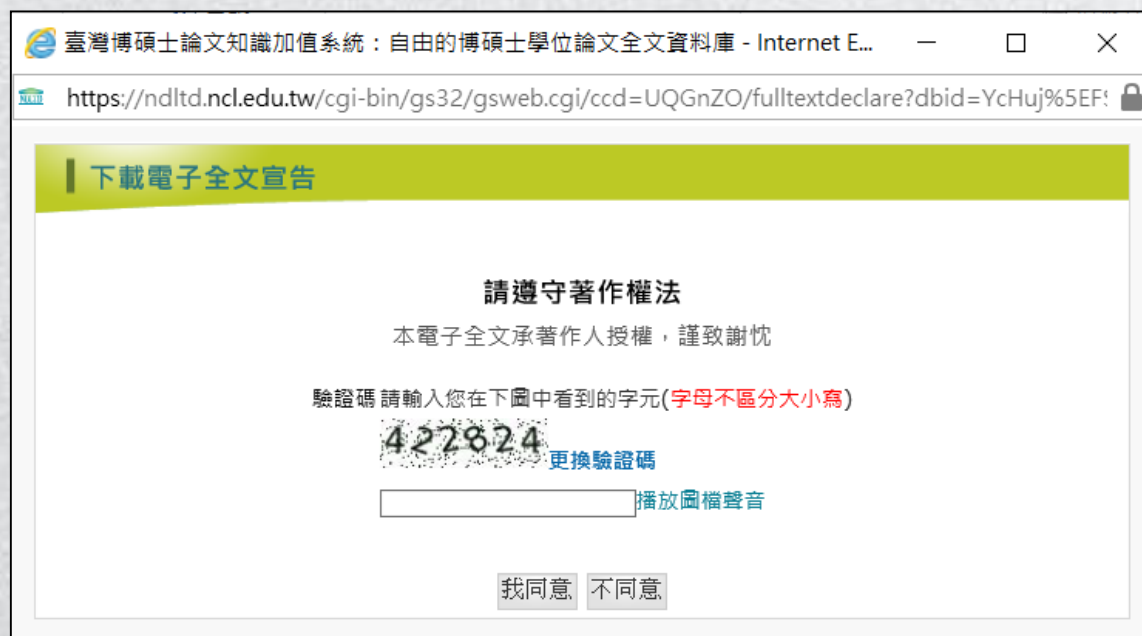 臺灣博碩士論文知識加值系統：自由的博碩士學位論文全文資料庫 - Internet E...
https://ndltd.ncl.edu.tw/cgi-bin/gs32/gsweb.cgi/ccd=UQGnZO/fulltextdeclare?dbid=YcHuj%5EF
下載電子全文宣告
請遵守著作權法
本電子全文承著作人授權，謹致謝忱
驗證碼 請輸入您在下圖中看到的字元(字母不區分大小寫)
422824 更換驗證碼
播放圖檔聲音
我同意 不同意